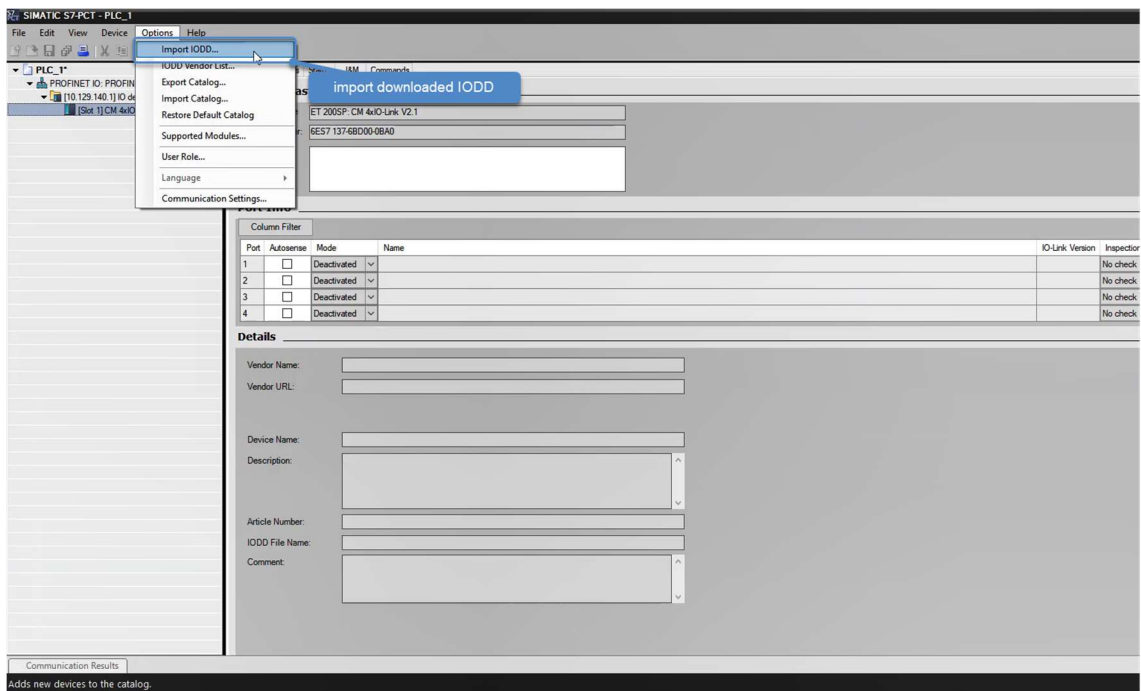 SIMATIC S7-PCT - PLC_1
File Edit View Device Options Help
Import IODD...
IODD Vendor List...
Export Catalog...
Import Catalog...
Restore Default Catalog
Supported Modules...
User Role...
Language
Communication Settings...
import downloaded IODD
PLC_1*
PROFINET IO: PROFIN
[10.129.140.1] IO de
[Slot 1] CM 4xIO
I&M Commands
ET 200SP: CM 4xIO-Link V2.1
6ES7 137-6BD00-0BA0
Port Info
Column Filter
Port Autosense Mode Name IO-Link Version Inspection
1 Deactivated No check
2 Deactivated No check
3 Deactivated No check
4 Deactivated No check
Details
Vendor Name:
Vendor URL:
Device Name:
Description:
Article Number:
IODD File Name:
Comment:
Communication Results
Adds new devices to the catalog.